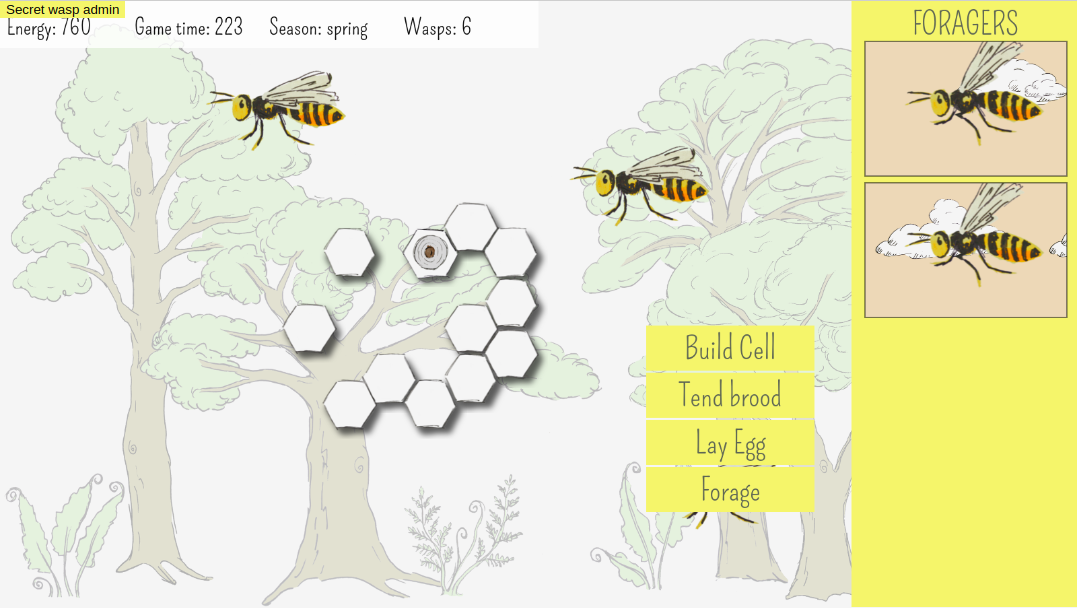 Secret wasp admin
Energy: 760
Game time: 223
Season: spring
Wasps: 6
FORAGERS
Build Cell
Tend brood
Lay Egg
Forage